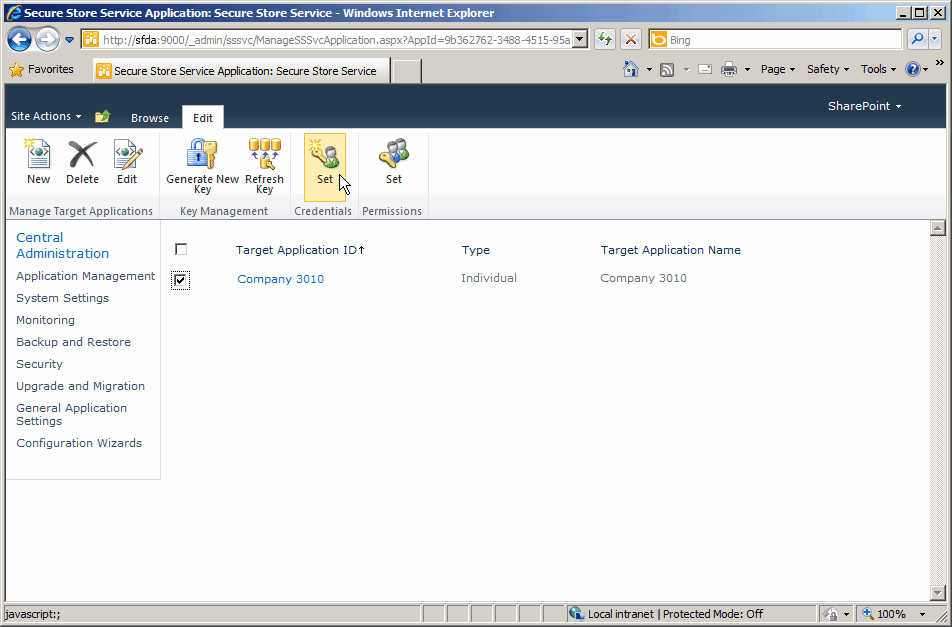 Secure Store Service Application: Secure Store Service - Windows Internet Explorer
http://sfda:9000/_admin/sssvc/ManageSSSvcApplication.aspx?AppId=9b362762-3488-4515-95a
Bing
Favorites
Secure Store Service Application: Secure Store Service
Page
Safety
Tools
SharePoint
Site Actions
Browse
Edit
New
Delete
Edit
Generate New Key
Refresh Key
Set
Set
Manage Target Applications
Key Management
Credentials
Permissions
Central Administration
Application Management
System Settings
Monitoring
Backup and Restore
Security
Upgrade and Migration
General Application Settings
Configuration Wizards
Target Application ID↑
Type
Target Application Name
Company 3010
Individual
Company 3010
javascript:;
Local intranet | Protected Mode: Off
100%